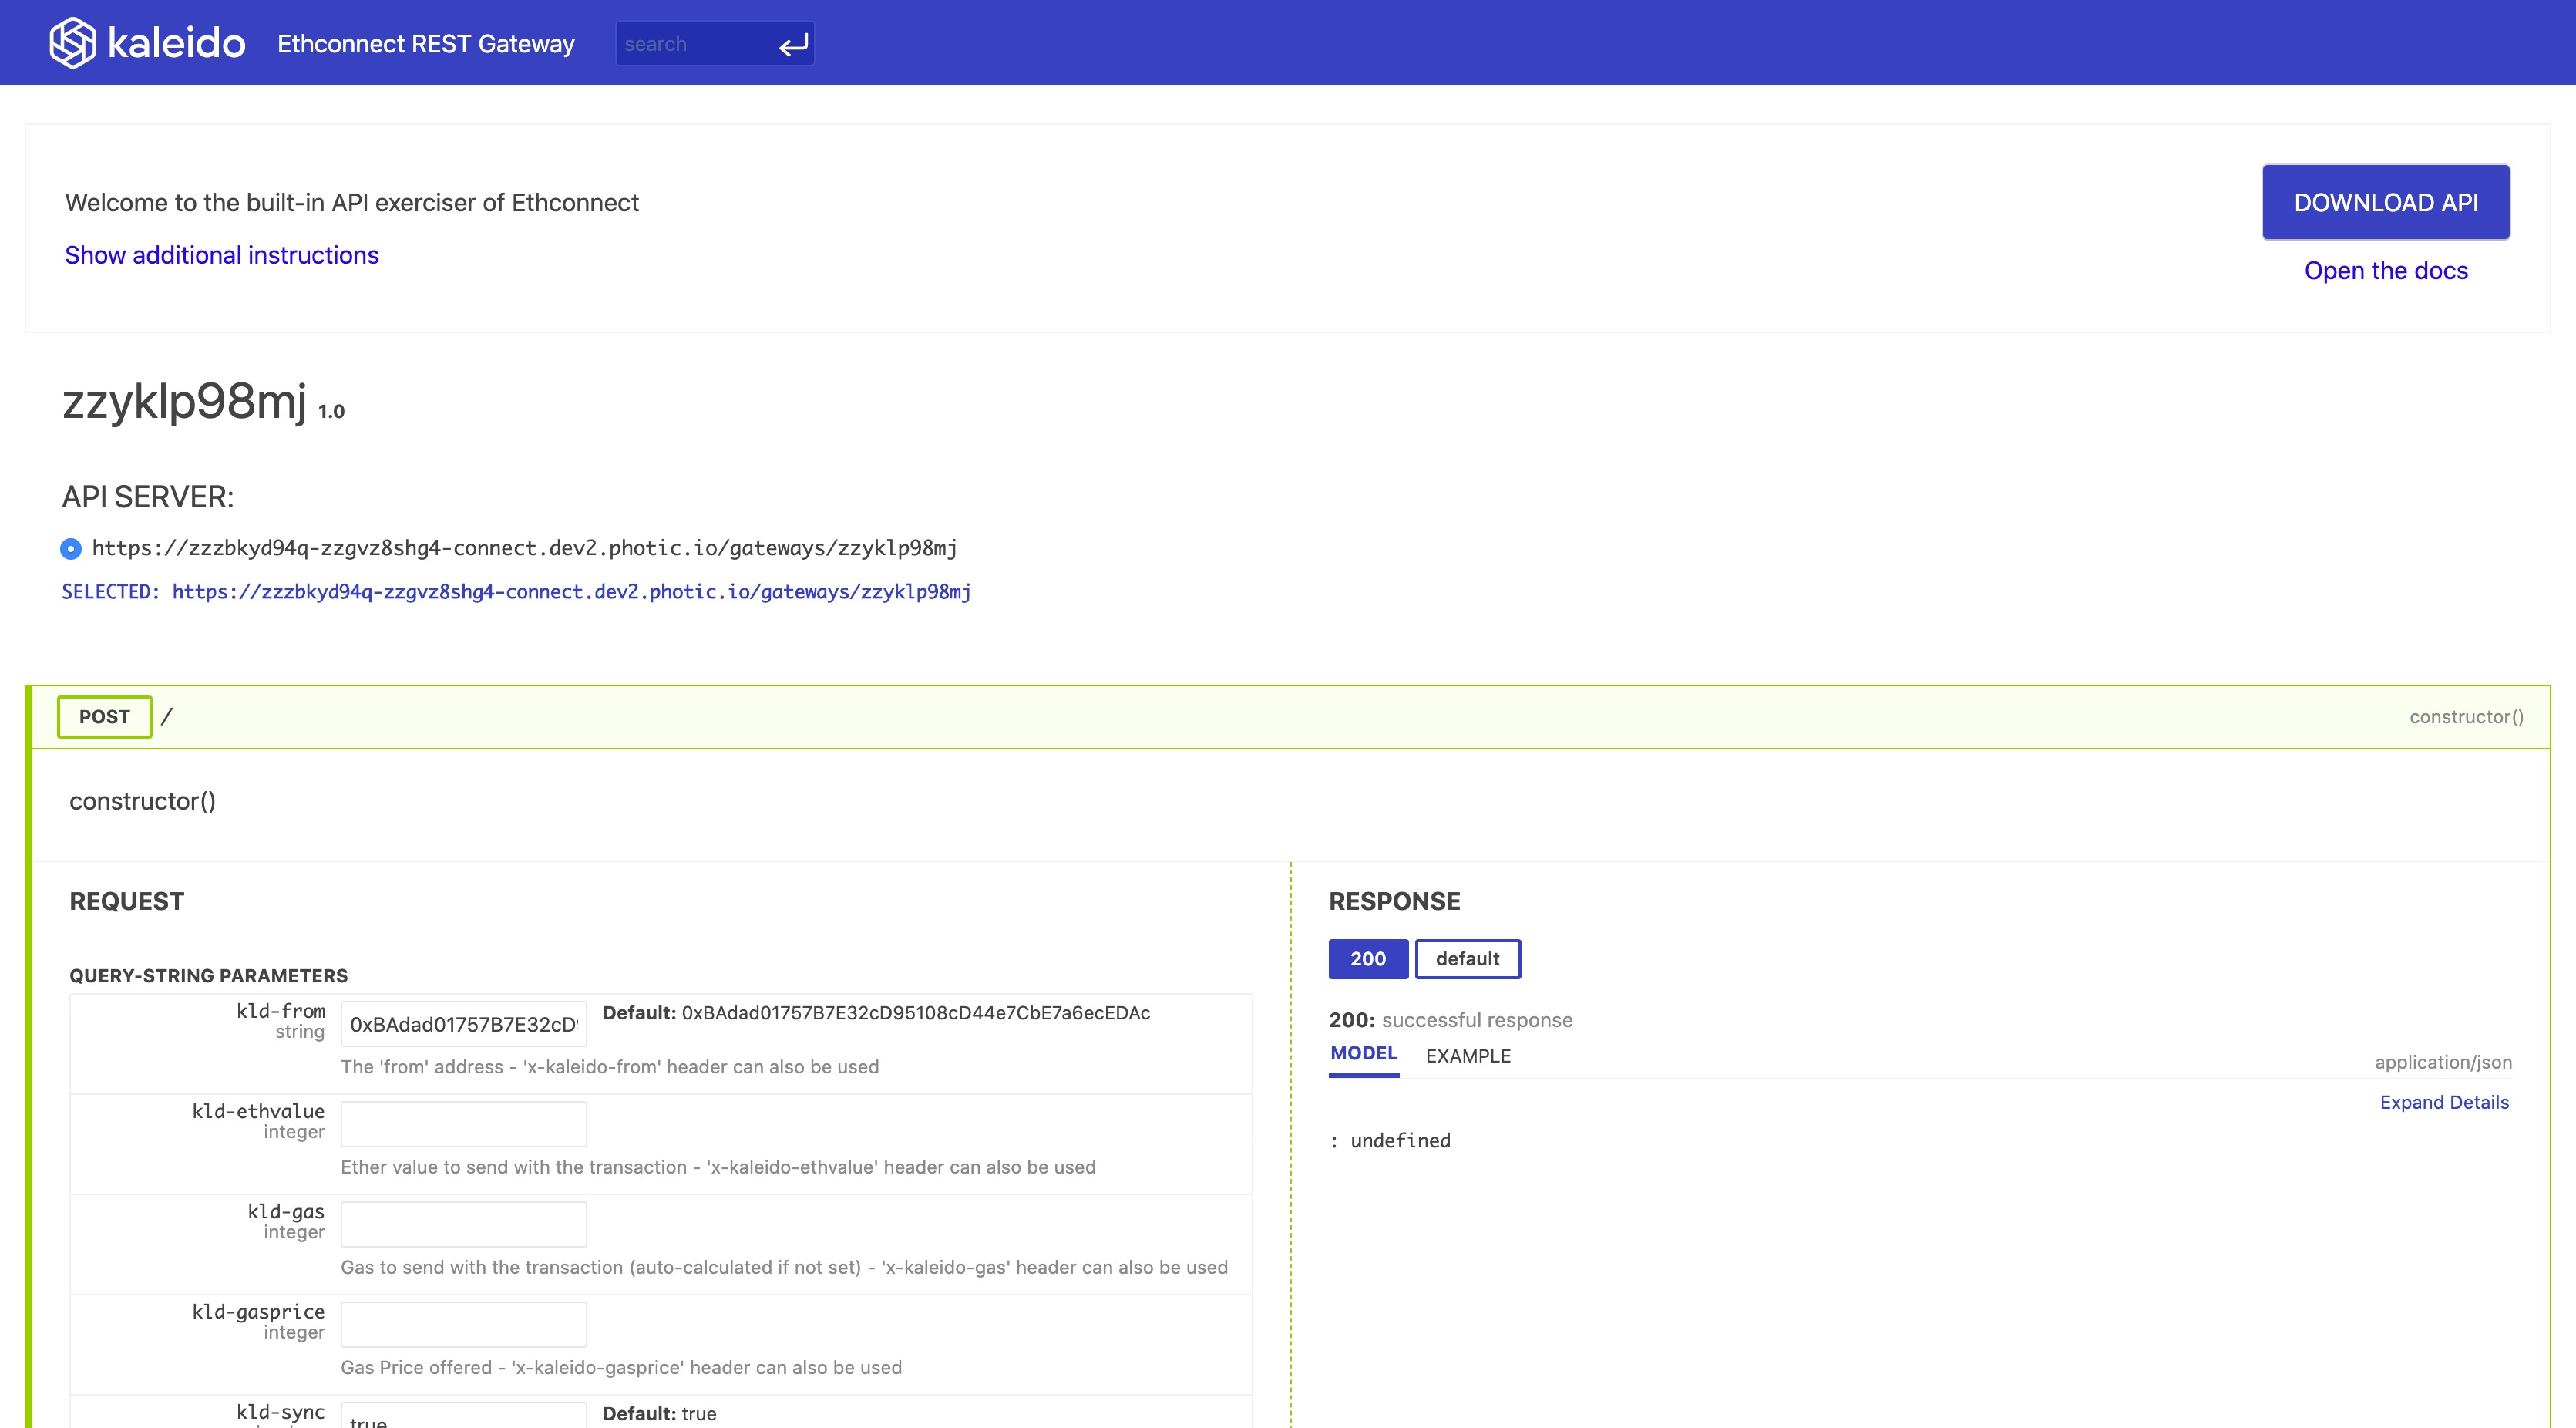 kaleido Ethconnect REST Gateway search
Welcome to the built-in API exerciser of Ethconnect
Show additional instructions
DOWNLOAD API
Open the docs
zzyklp98mj 1.0
API SERVER:
https://zzzbkyd94q-zzgvz8shg4-connect.dev2.photic.io/gateways/zzyklp98mj
SELECTED: https://zzzbkyd94q-zzgvz8shg4-connect.dev2.photic.io/gateways/zzyklp98mj
POST / constructor()
constructor()
REQUEST
QUERY-STRING PARAMETERS
kld-from 0xBAdad01757B7E32cD9 Default: 0xBAdad01757B7E32cD95108cD44e7CbE7a6ecEDAc
string
The 'from' address - 'x-kaleido-from' header can also be used
kld-ethvalue
integer
Ether value to send with the transaction - 'x-kaleido-ethvalue' header can also be used
kld-gas
integer
Gas to send with the transaction (auto-calculated if not set) - 'x-kaleido-gas' header can also be used
kld-gasprice
integer
Gas Price offered - 'x-kaleido-gasprice' header can also be used
kld-sync true Default: true
RESPONSE
200 default
200: successful response
MODEL EXAMPLE application/json
Expand Details
: undefined